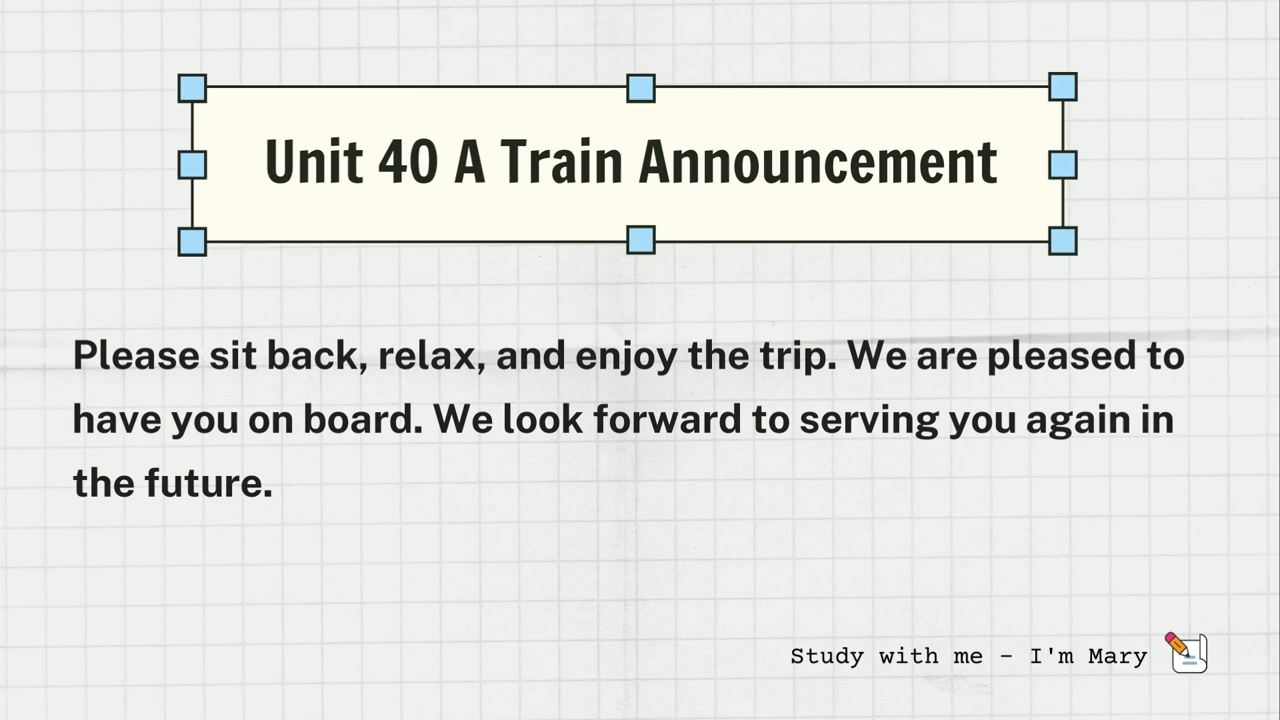 Unit 40 A Train Announcement
Please sit back, relax, and enjoy the trip. We are pleased to
have you on board. We look forward to serving you again in
the future.
Study with me - I'm Mary